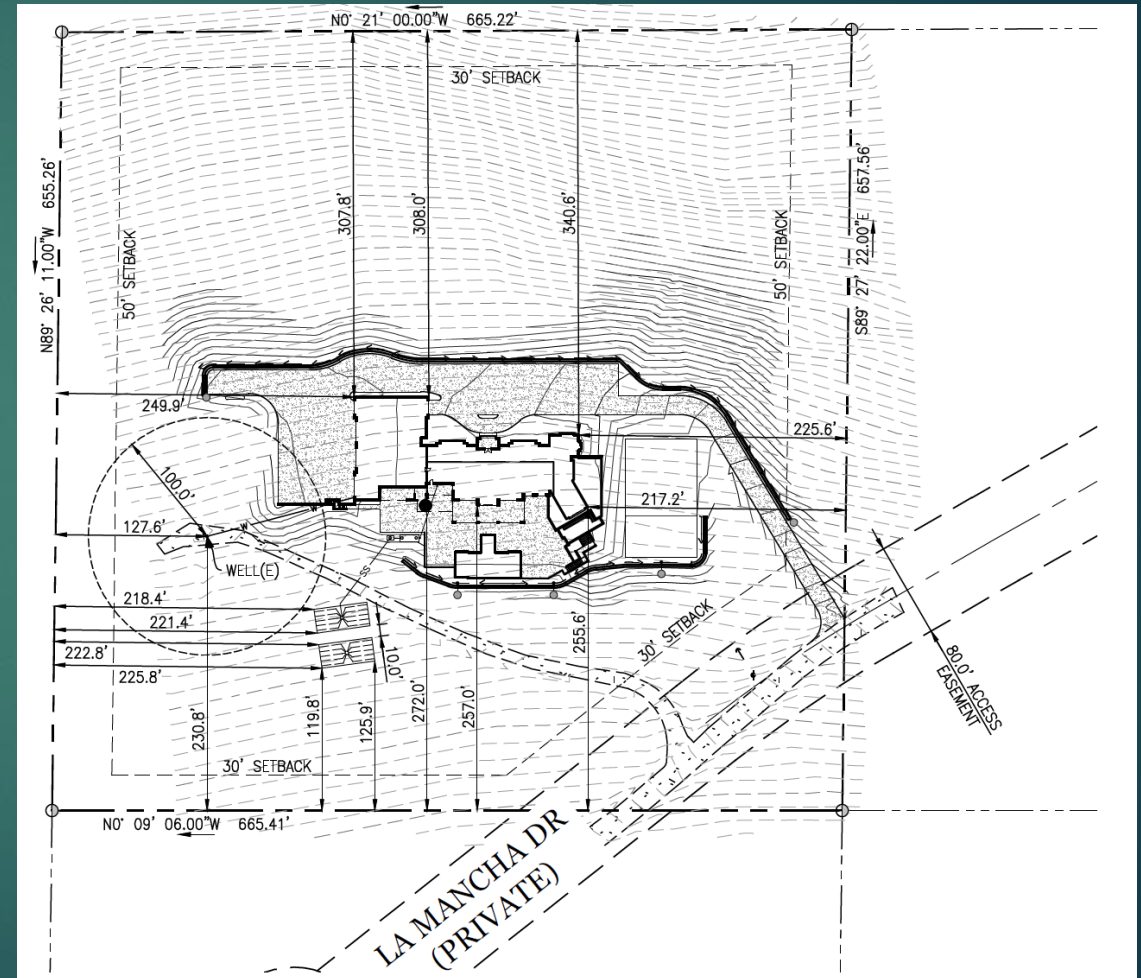 N0° 21' 00.00"W 665.22'
30' SETBACK
N89° 26' 11.00"W 655.26'
50' SETBACK
307.8'
308.0'
340.6'
50' SETBACK
S89° 27' 22.00"E 657.56'
249.9'
225.6'
100.0'
217.2'
127.6'
W
W
WELL(E)
SS
218.4'
221.4'
222.8'
225.8'
10.0'
230.8'
119.8'
125.9'
272.0'
257.0'
255.6'
30' SETBACK
80.0' ACCESS
EASEMENT
30' SETBACK
N0° 09' 06.00"W 665.41'
LA MANCHA DR
(PRIVATE)